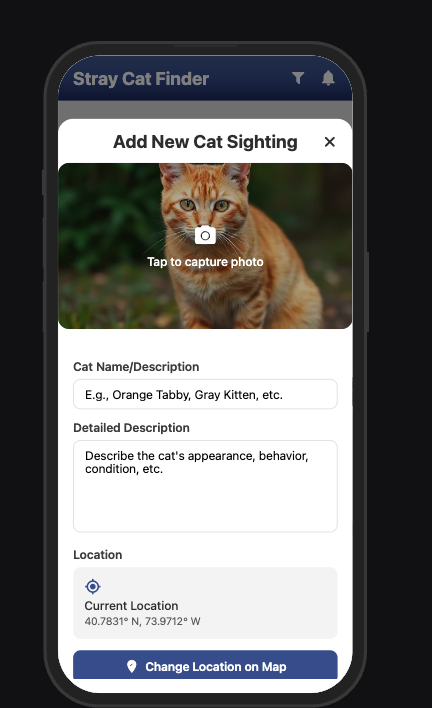 Stray Cat Finder
Add New Cat Sighting
Tap to capture photo
Cat Name/Description
E.g., Orange Tabby, Gray Kitten, etc.
Detailed Description
Describe the cat's appearance, behavior,
condition, etc.
Location
Current Location
40.7831° N, 73.9712° W
Change Location on Map